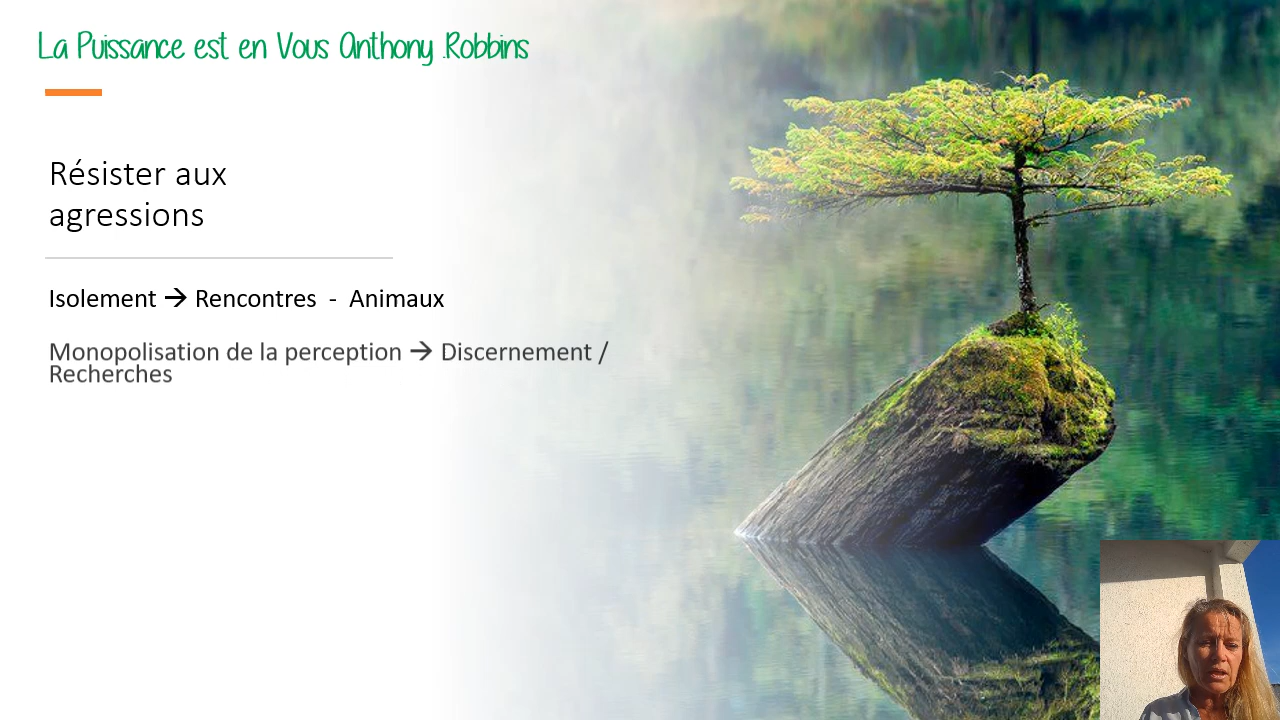 La Puissance est en Vous Anthony .Robbins
Résister aux
agressions
Isolement → Rencontres - Animaux
Monopolisation de la perception → Discernement /
Recherches